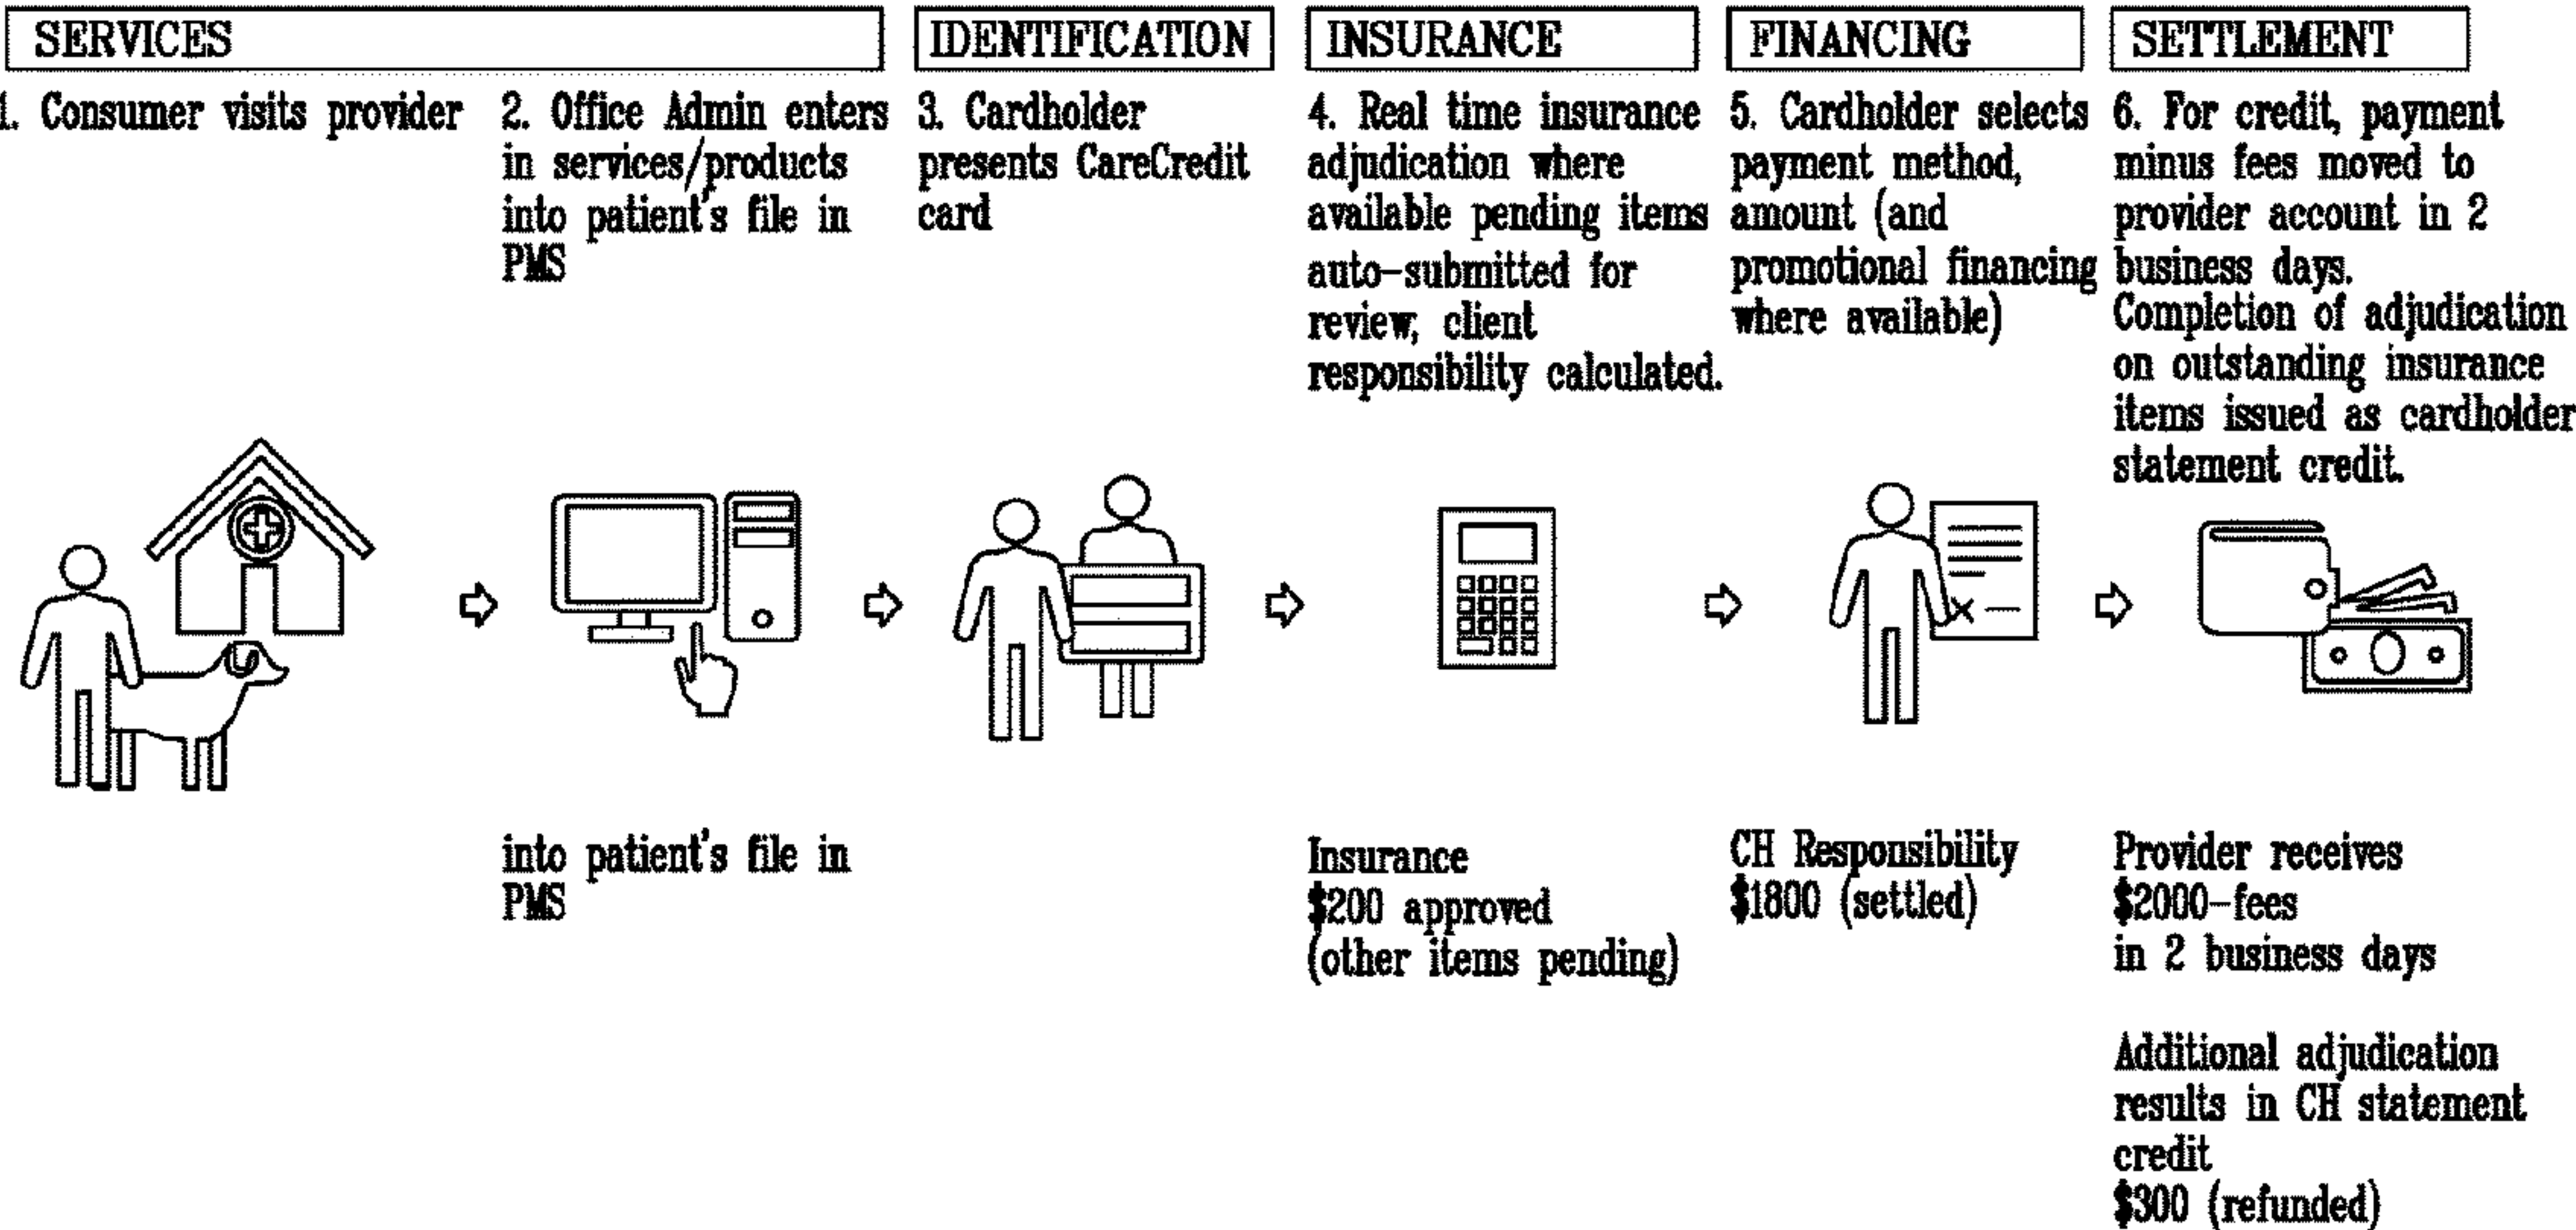 SERVICES
IDENTIFICATION
INSURANCE
FINANCING
SETTLEMENT
1. Consumer visits provider
2. Office Admin enters
in services/products
into patient's file in
PMS
3. Cardholder
presents CareCredit
card
4. Real time insurance
adjudication where
available pending items
auto-submitted for
review, client
responsibility calculated.
5. Cardholder selects
payment method,
amount (and
promotional financing
where available)
6. For credit, payment
minus fees moved to
provider account in 2
business days.
Completion of adjudication
on outstanding insurance
items issued as cardholder
statement credit.
into patient's file in
PMS
Insurance
$200 approved
(other items pending)
CH Responsibility
$1800 (settled)
Provider receives
$2000-fees
in 2 business days
Additional adjudication
results in CH statement
credit
$300 (refunded)